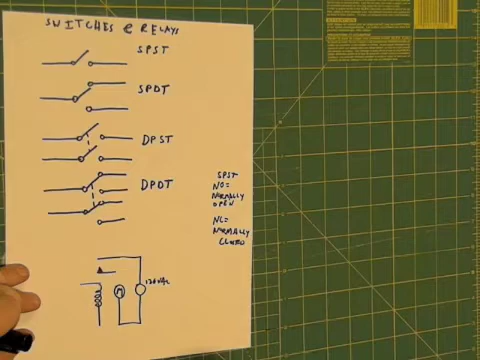 SWITCHES & RELAYS
SPST
SPDT
DPST
DPDT
SPST
NO=
NORMALLY
OPEN
NC=
NORMALLY
CLOSED
120VAC